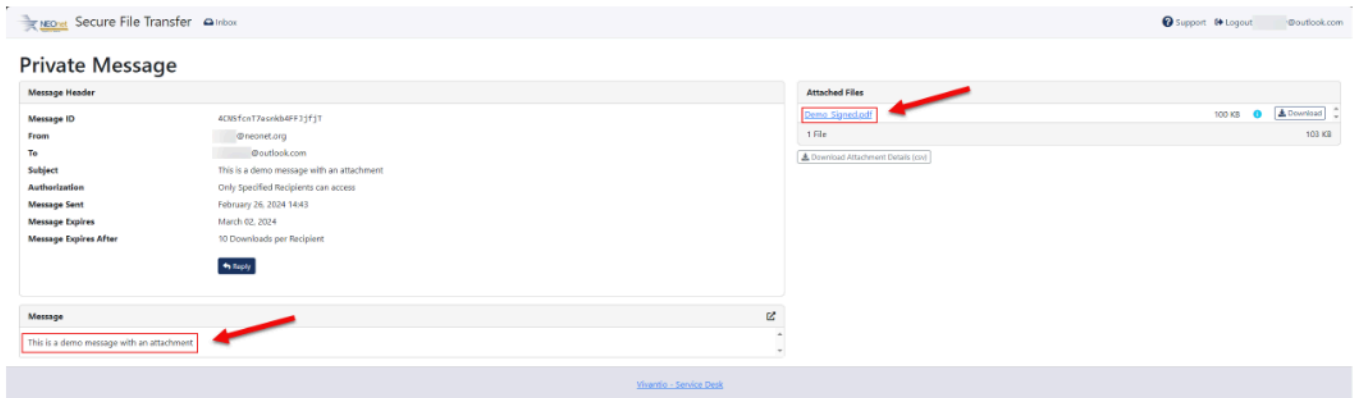 NEOnet Secure File Transfer Inbox Support Logout @outlook.com
Private Message
Message Header
Message ID 
From @neonet.org
To @outlook.com
Subject This is a demo message with an attachment
Authorization Only Specified Recipients can access
Message Sent February 26, 2024 14:43
Message Expires March 02, 2024
Message Expires After 10 Downloads per Recipient
Reply
Message
This is a demo message with an attachment
Attached Files
Demo_Signed.pdf 100 KB Download
1 File 103 KB
Download Attachment Details (csv)
Vivantio - Service Desk